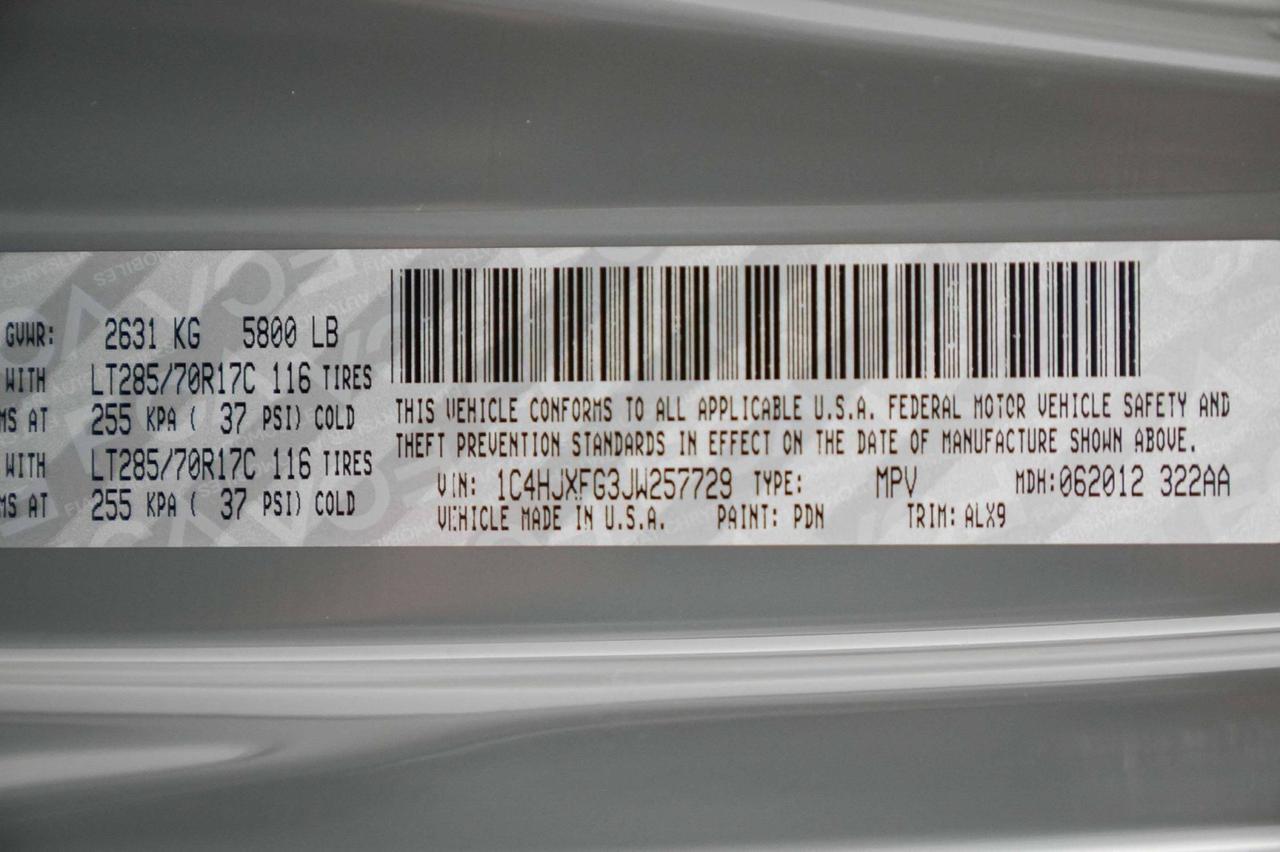 GVWR: 2631 KG 5800 LB
WITH LT285/70R17C 116 TIRES
MS AT 255 KPA ( 37 PSI) COLD
WITH LT285/70R17C 116 TIRES
MS AT 255 KPA ( 37 PSI) COLD
THIS VEHICLE CONFORMS TO ALL APPLICABLE U.S.A. FEDERAL MOTOR VEHICLE SAFETY AND
THEFT PREVENTION STANDARDS IN EFFECT ON THE DATE OF MANUFACTURE SHOWN ABOVE.
VIN: 1C4HJXFG3JW257729 TYPE: MPV MDH:062012 322AA
VEHICLE MADE IN U.S.A. PAINT: PDN TRIM: ALX9